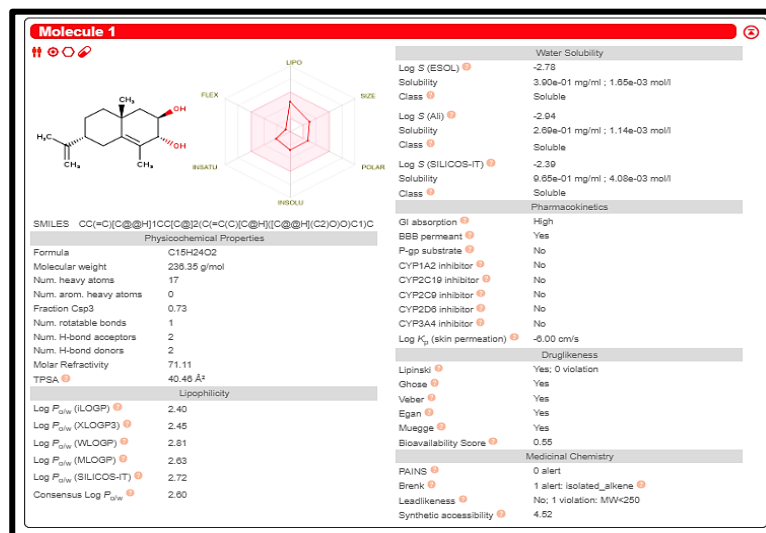 Molecule 1
LIPO
FLEX
SIZE
INSATU
POLAR
INSOLU
CH₃
OH
H₃C
OH
CH₂
CH₃
SMILES CC(=C)[C@@H]1CC[C@]2(C(=C(C)[C@H]([C@@H](C2)O)O)C1)C
Physicochemical Properties
Formula C15H24O2
Molecular weight 236.35 g/mol
Num. heavy atoms 17
Num. arom. heavy atoms 0
Fraction Csp3 0.73
Num. rotatable bonds 1
Num. H-bond acceptors 2
Num. H-bond donors 2
Molar Refractivity 71.11
TPSA ? 40.46 Å²
Lipophilicity
Log Po/w (iLOGP) ? 2.40
Log Po/w (XLOGP3) ? 2.45
Log Po/w (WLOGP) ? 2.81
Log Po/w (MLOGP) ? 2.63
Log Po/w (SILICOS-IT) ? 2.72
Consensus Log Po/w ? 2.60
Water Solubility
Log S (ESOL) ? -2.78
Solubility 3.90e-01 mg/ml ; 1.65e-03 mol/l
Class ? Soluble
Log S (Ali) ? -2.94
Solubility 2.69e-01 mg/ml ; 1.14e-03 mol/l
Class ? Soluble
Log S (SILICOS-IT) ? -2.39
Solubility 9.65e-01 mg/ml ; 4.08e-03 mol/l
Class ? Soluble
Pharmacokinetics
GI absorption ? High
BBB permeant ? Yes
P-gp substrate ? No
CYP1A2 inhibitor ? No
CYP2C19 inhibitor ? No
CYP2C9 inhibitor ? No
CYP2D6 inhibitor ? No
CYP3A4 inhibitor ? No
Log Kp (skin permeation) ? -6.00 cm/s
Druglikeness
Lipinski ? Yes; 0 violation
Ghose ? Yes
Veber ? Yes
Egan ? Yes
Muegge ? Yes
Bioavailability Score ? 0.55
Medicinal Chemistry
PAINS ? 0 alert
Brenk ? 1 alert: isolated_alkene ?
Leadlikeness ? No; 1 violation: MW<250
Synthetic accessibility ? 4.52